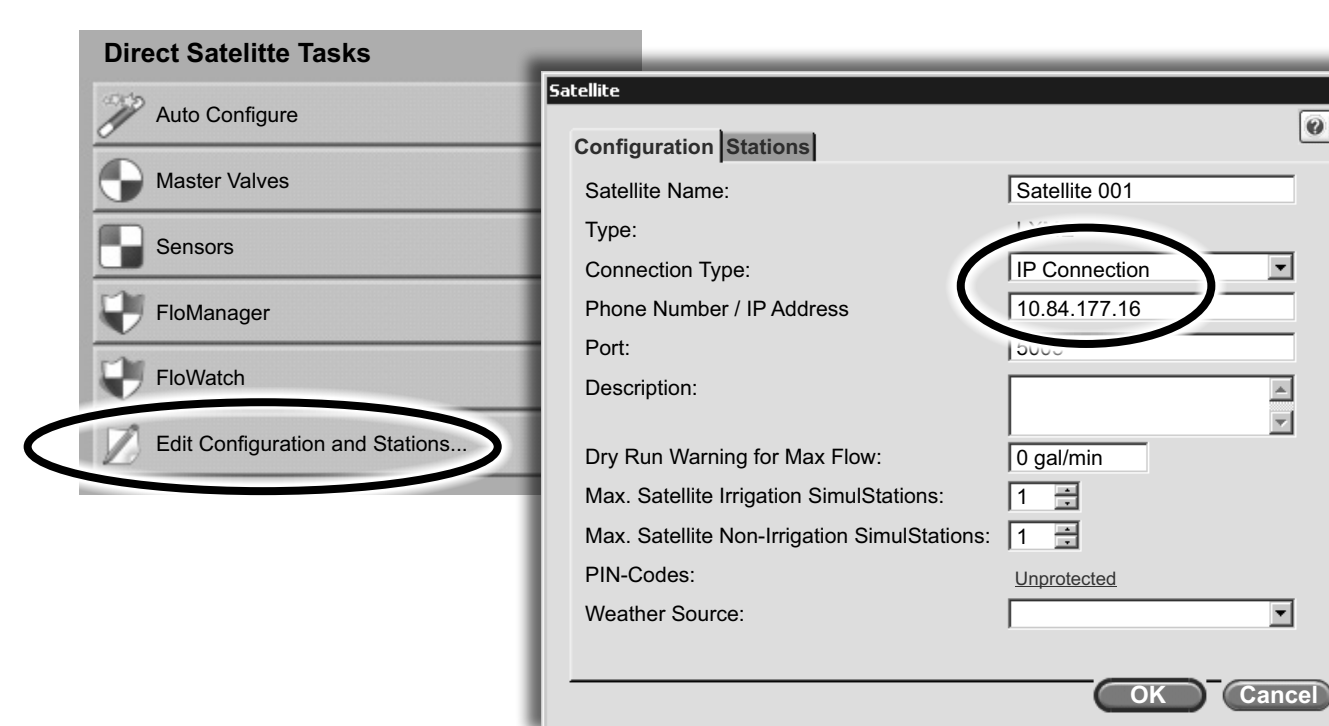 Direct Satelitte Tasks
Auto Configure
Master Valves
Sensors
FloManager
FloWatch
Edit Configuration and Stations...
Satellite
Configuration Stations
Satellite Name: Satellite 001
Type:
Connection Type: IP Connection
Phone Number / IP Address 10.84.177.16
Port:
Description:
Dry Run Warning for Max Flow: 0 gal/min
Max. Satellite Irrigation SimulStations: 1
Max. Satellite Non-Irrigation SimulStations: 1
PIN-Codes: Unprotected
Weather Source:
OK Cancel